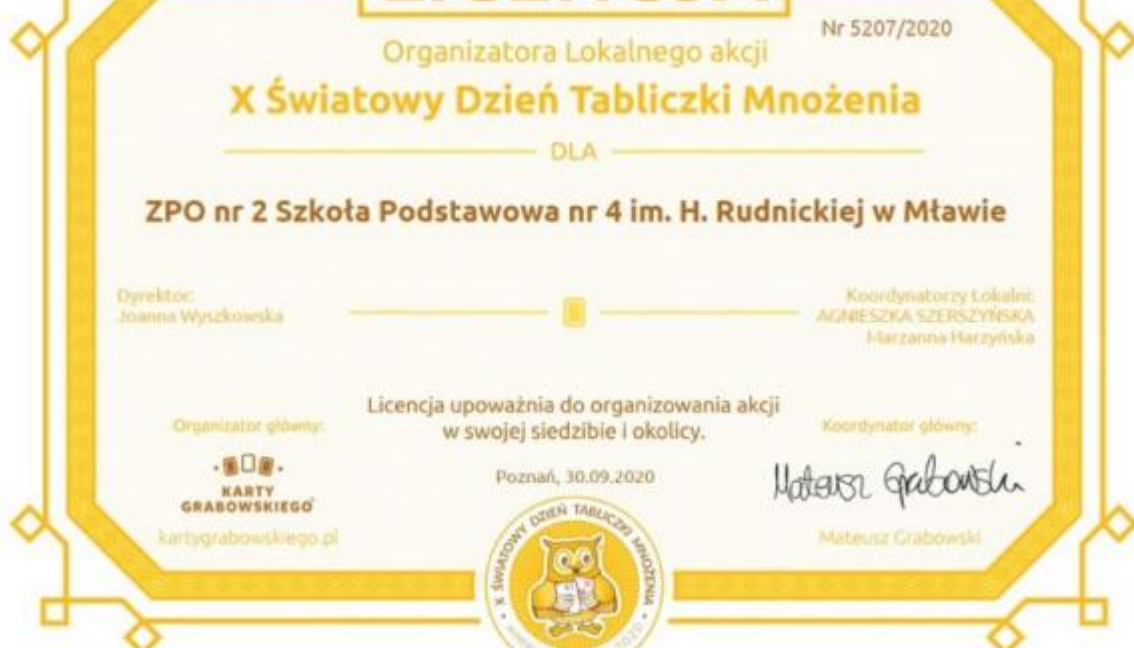 Nr 5207/2020
Organizatora Lokalnego akcji
X Światowy Dzień Tabliczki Mnożenia
DLA
ZPO nr 2 Szkoła Podstawowa nr 4 im. H. Rudnickiej w Mławie
Dyrektor:
Joanna Wyszkowska
Koordynatorzy Lokalni:
AGNIESZKA SZERSZYŃSKA
Marzanna Harzyńska
Licencja upoważnia do organizowania akcji
w swojej siedzibie i okolicy.
Organizator główny:
KARTY
GRABOWSKIEGO
kartygrabowskiego.pl
Poznań, 30.09.2020
Koordynator główny:
Mateusz Grabowski
Mateusz Grabowski
X ŚWIATOWY DZIEŃ TABLICZKI MNOŻENIA
2020